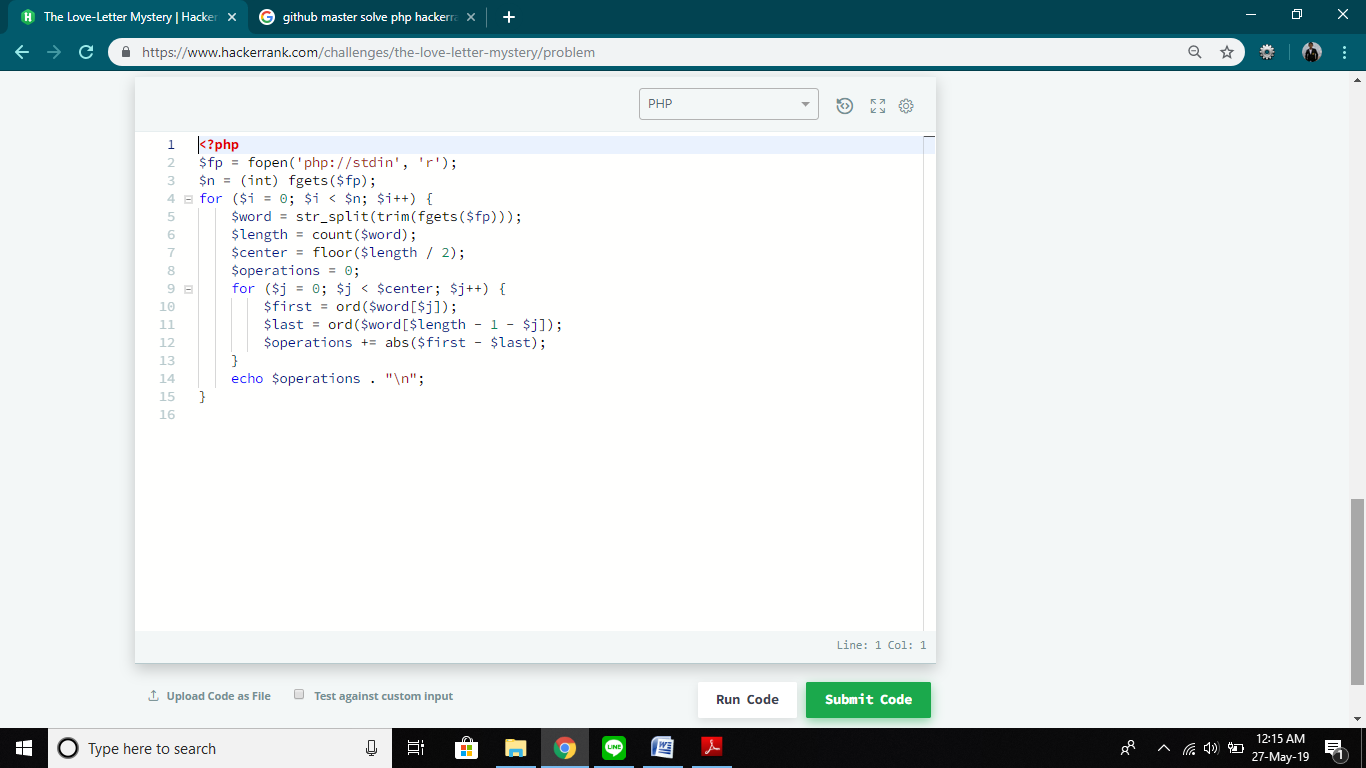 The Love-Letter Mystery | Hacker
github master solve php hackerra
https://www.hackerrank.com/challenges/the-love-letter-mystery/problem
PHP
1 <?php
2 $fp = fopen('php://stdin', 'r');
3 $n = (int) fgets($fp);
4 for ($i = 0; $i < $n; $i++) {
5 $word = str_split(trim(fgets($fp)));
6 $length = count($word);
7 $center = floor($length / 2);
8 $operations = 0;
9 for ($j = 0; $j < $center; $j++) {
10 $first = ord($word[$j]);
11 $last = ord($word[$length - 1 - $j]);
12 $operations += abs($first - $last);
13 }
14 echo $operations . "\n";
15 }
16
Line: 1 Col: 1
Upload Code as File
Test against custom input
Run Code
Submit Code
Type here to search
LINE
12:15 AM
27-May-19
1